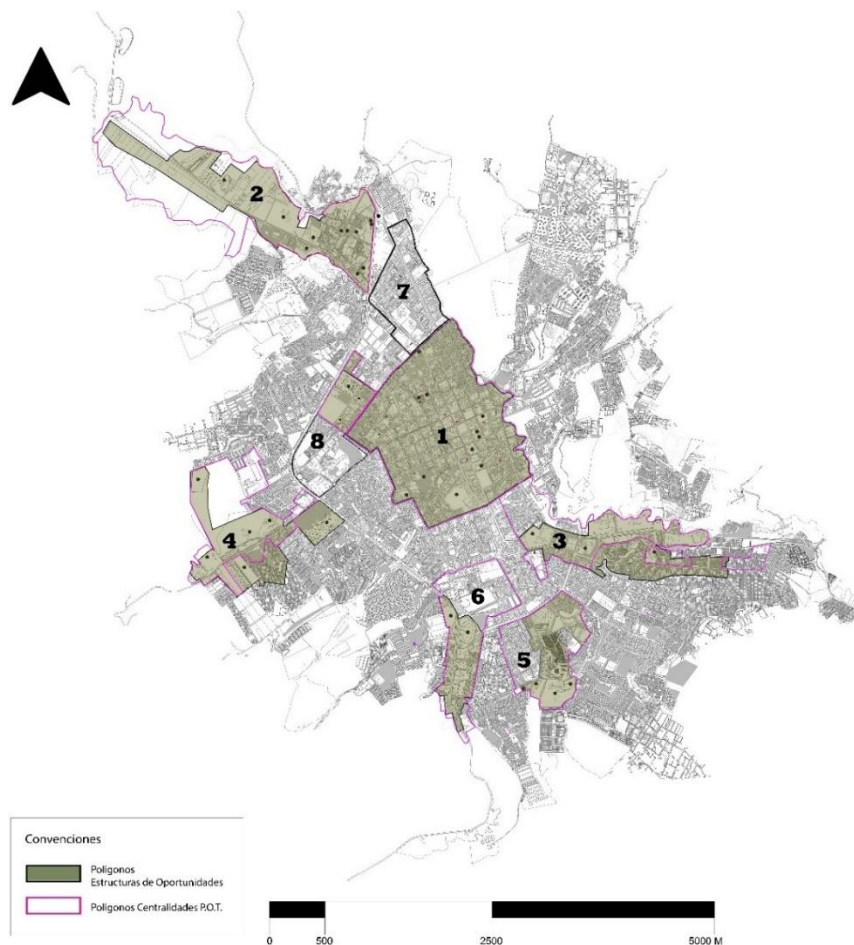 2
7
1
8
3
4
6
5
Convenciones
Polígonos
Estructuras de Oportunidades
Polígonos Centralidades P.O.T.
0 500 2500 5000 M